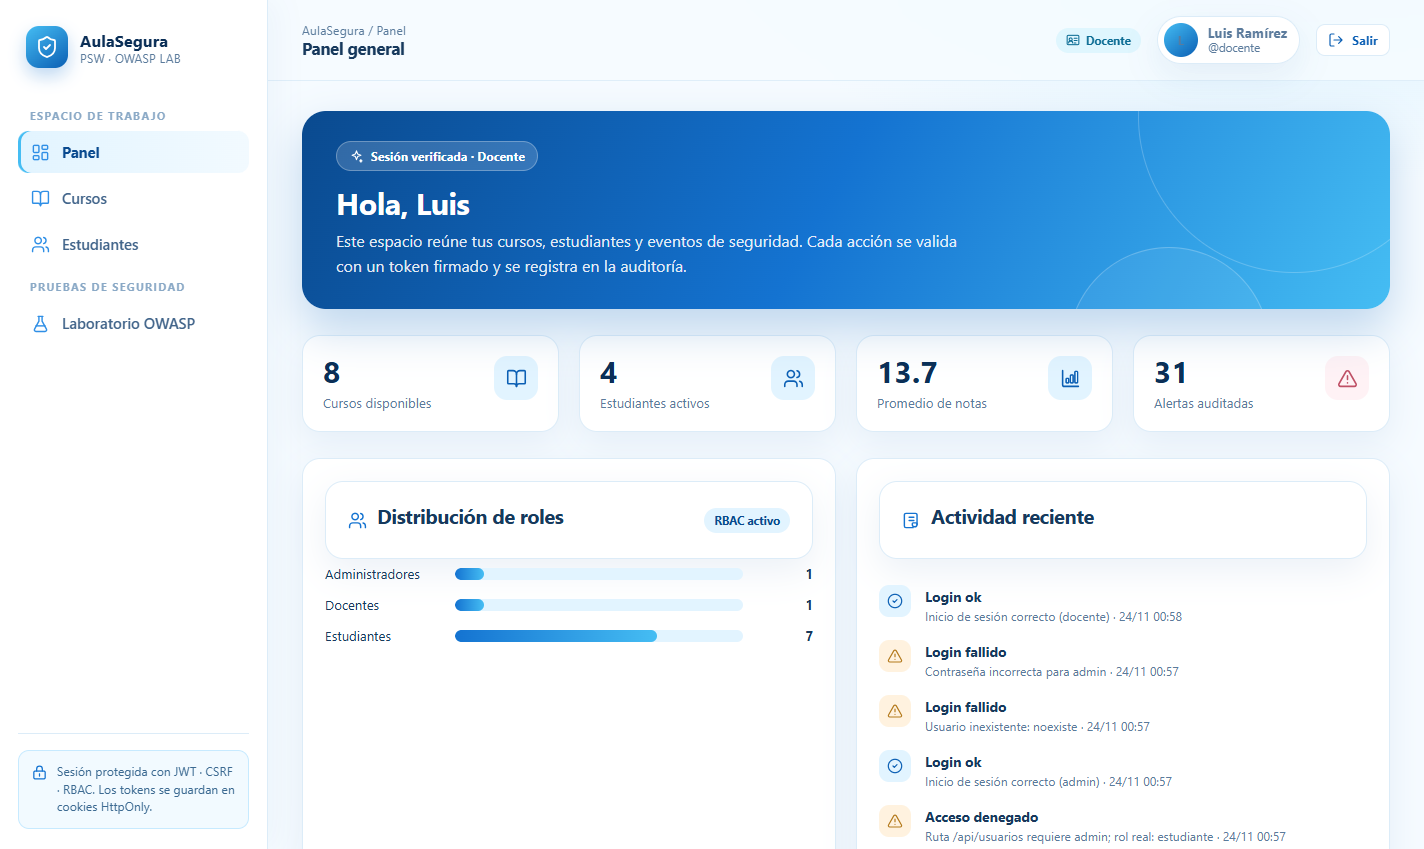 AulaSegura
PSW · OWASP LAB
ESPACIO DE TRABAJO
Panel
Cursos
Estudiantes
PRUEBAS DE SEGURIDAD
Laboratorio OWASP
Sesión protegida con JWT · CSRF
· RBAC. Los tokens se guardan en
cookies HttpOnly.
AulaSegura / Panel
Panel general
Docente
Luis Ramírez
@docente
Salir
Sesión verificada · Docente
Hola, Luis
Este espacio reúne tus cursos, estudiantes y eventos de seguridad. Cada acción se valida
con un token firmado y se registra en la auditoría.
8
Cursos disponibles
4
Estudiantes activos
13.7
Promedio de notas
31
Alertas auditadas
Distribución de roles
RBAC activo
Administradores 1
Docentes 1
Estudiantes 7
Actividad reciente
Login ok
Inicio de sesión correcto (docente) · 24/11 00:58
Login fallido
Contraseña incorrecta para admin · 24/11 00:57
Login fallido
Usuario inexistente: noexiste · 24/11 00:57
Login ok
Inicio de sesión correcto (admin) · 24/11 00:57
Acceso denegado
Ruta /api/usuarios requiere admin; rol real: estudiante · 24/11 00:57